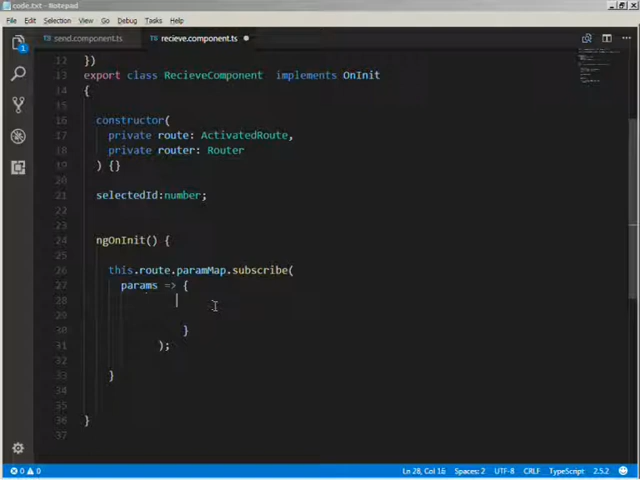 code.txt - Notepad
File Edit Selection View Go Debug Tasks Help
send.component.ts recieve.component.ts
1
12 })
13 export class RecieveComponent implements OnInit
14 {
15
16 constructor(
17 private route: ActivatedRoute,
18 private router: Router
19 ) {}
20
21 selectedId:number;
22
23
24 ngOnInit() {
25
26 this.route.paramMap.subscribe(
27 params => {
28
29
30 }
31 );
32
33 }
34
35
36 }
37
0 0 Ln 28, Col 16 Spaces: 2 UTF-8 CRLF TypeScript 2.5.2